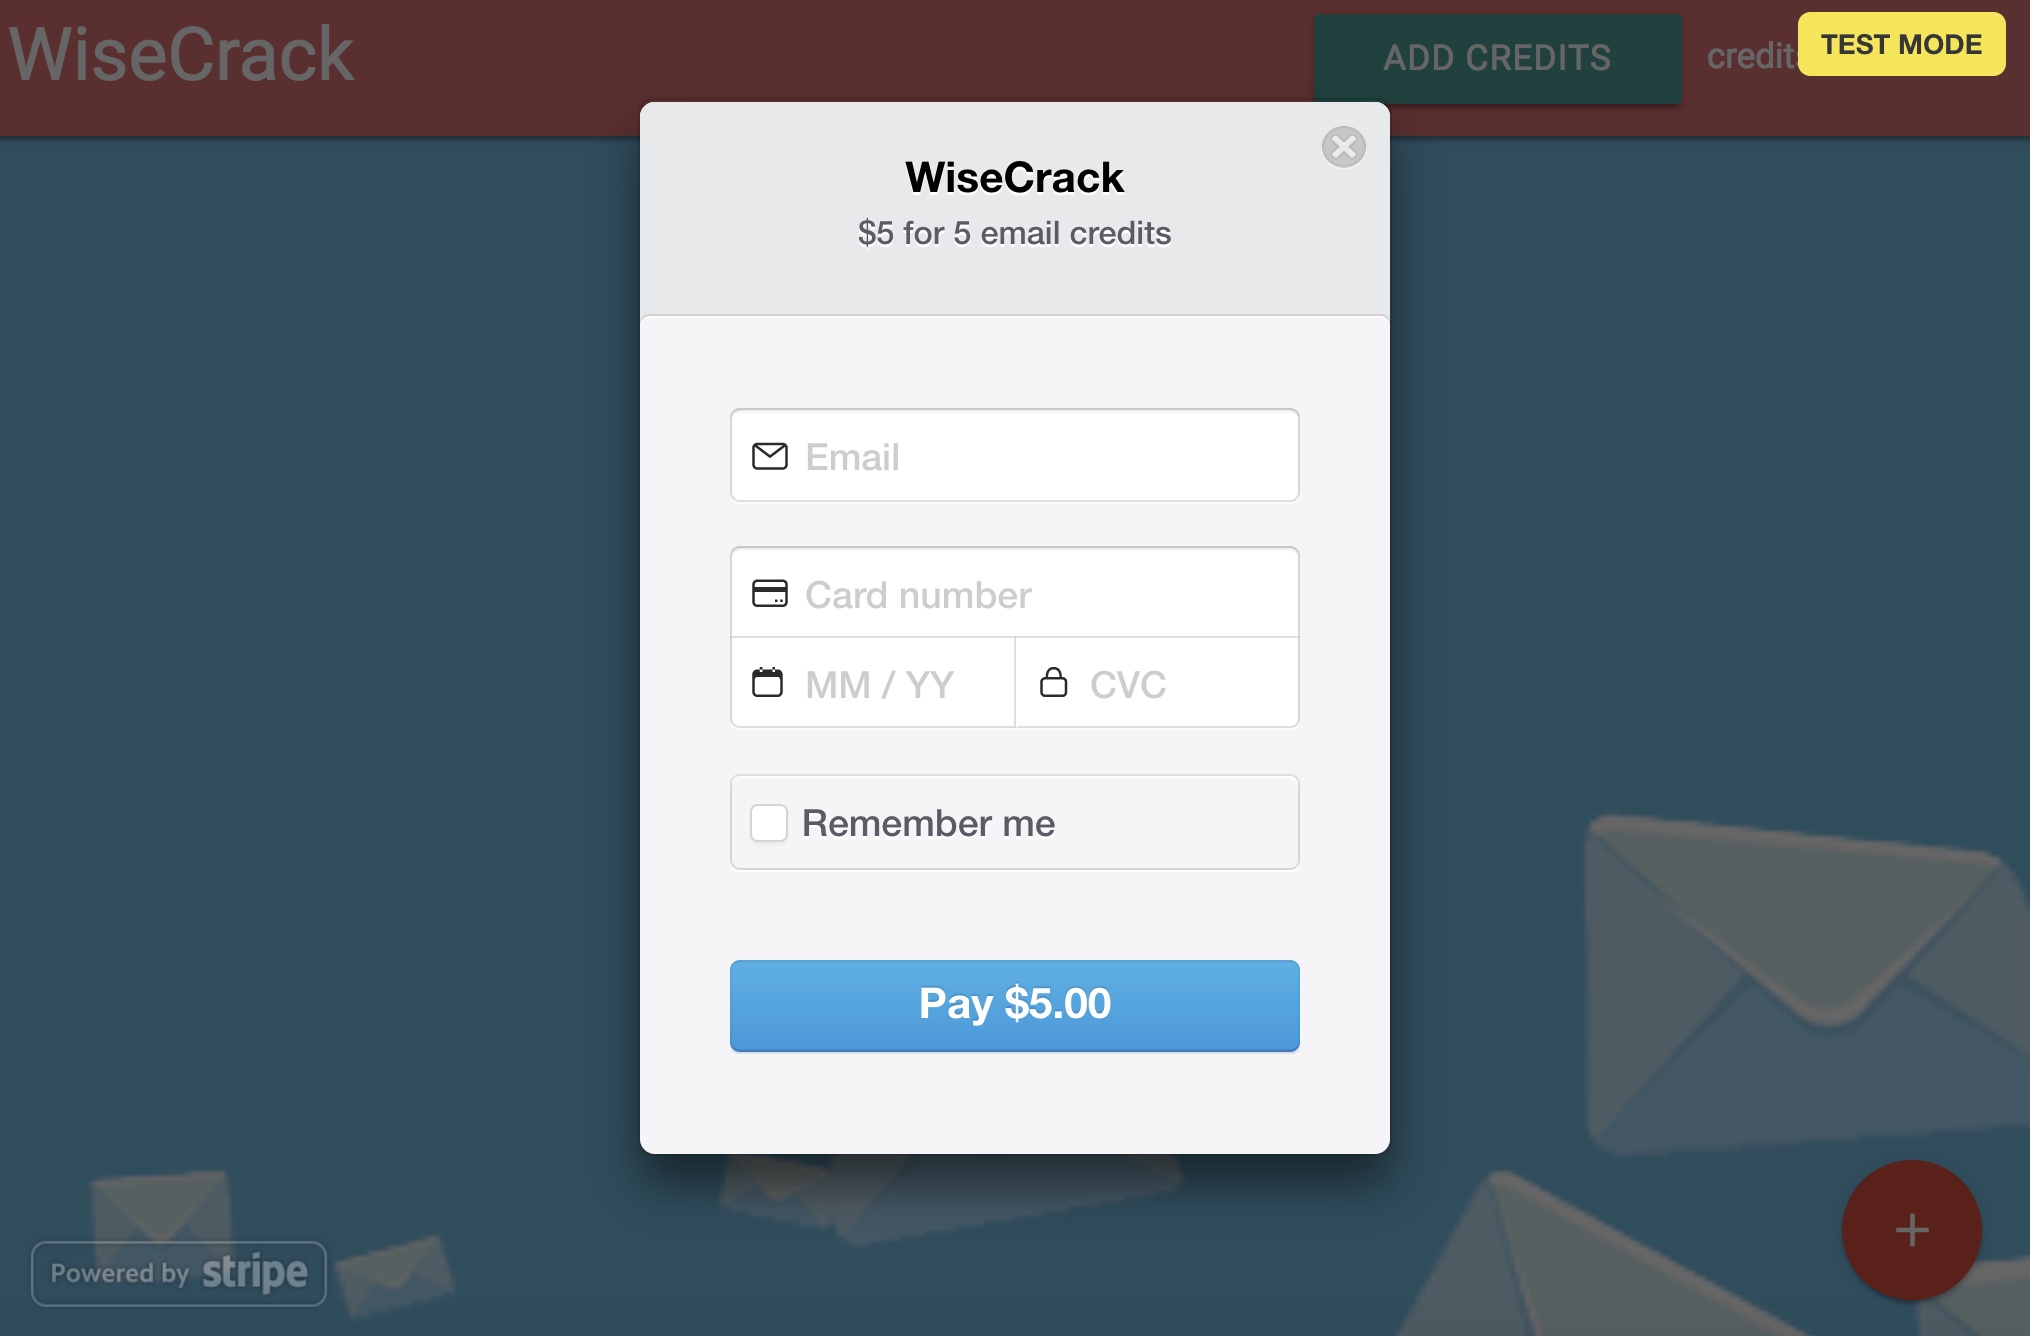 WiseCrack
ADD CREDITS
TEST MODE
WiseCrack
$5 for 5 email credits
Email
Card number
MM / YY
CVC
Remember me
Pay $5.00
Powered by stripe
+